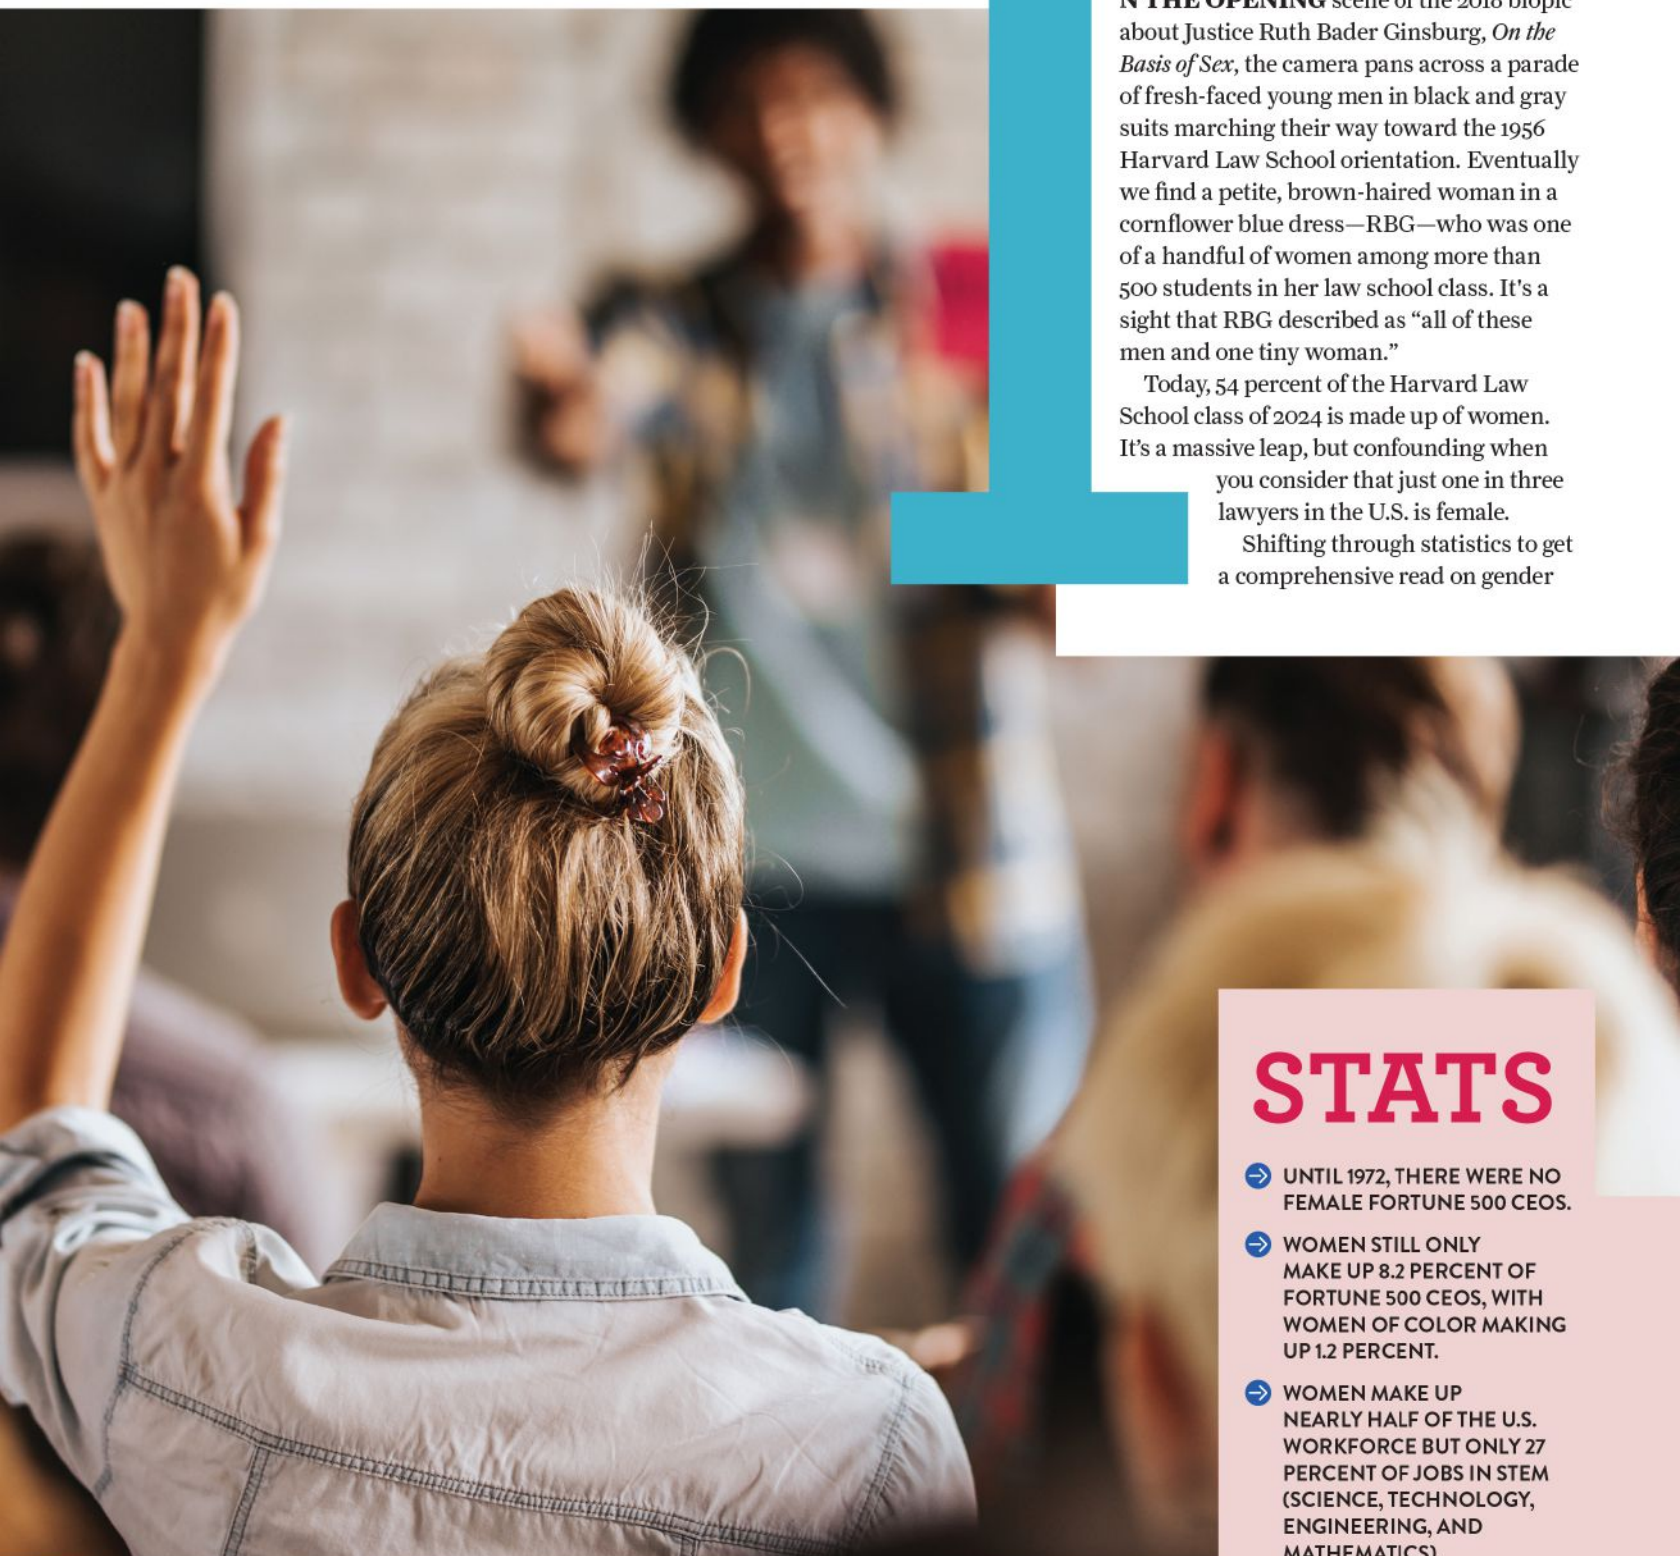 I
N THE OPENING scene of the 2018 biopic
about Justice Ruth Bader Ginsburg, On the
Basis of Sex, the camera pans across a parade
of fresh-faced young men in black and gray
suits marching their way toward the 1956
Harvard Law School orientation. Eventually
we find a petite, brown-haired woman in a
cornflower blue dress—RBG—who was one
of a handful of women among more than
500 students in her law school class. It's a
sight that RBG described as “all of these
men and one tiny woman.”
Today, 54 percent of the Harvard Law
School class of 2024 is made up of women.
It’s a massive leap, but confounding when
you consider that just one in three
lawyers in the U.S. is female.
Shifting through statistics to get
a comprehensive read on gender
STATS
UNTIL 1972, THERE WERE NO
FEMALE FORTUNE 500 CEOS.
WOMEN STILL ONLY
MAKE UP 8.2 PERCENT OF
FORTUNE 500 CEOS, WITH
WOMEN OF COLOR MAKING
UP 1.2 PERCENT.
WOMEN MAKE UP
NEARLY HALF OF THE U.S.
WORKFORCE BUT ONLY 27
PERCENT OF JOBS IN STEM
(SCIENCE, TECHNOLOGY,
ENGINEERING, AND
MATHEMATICS)